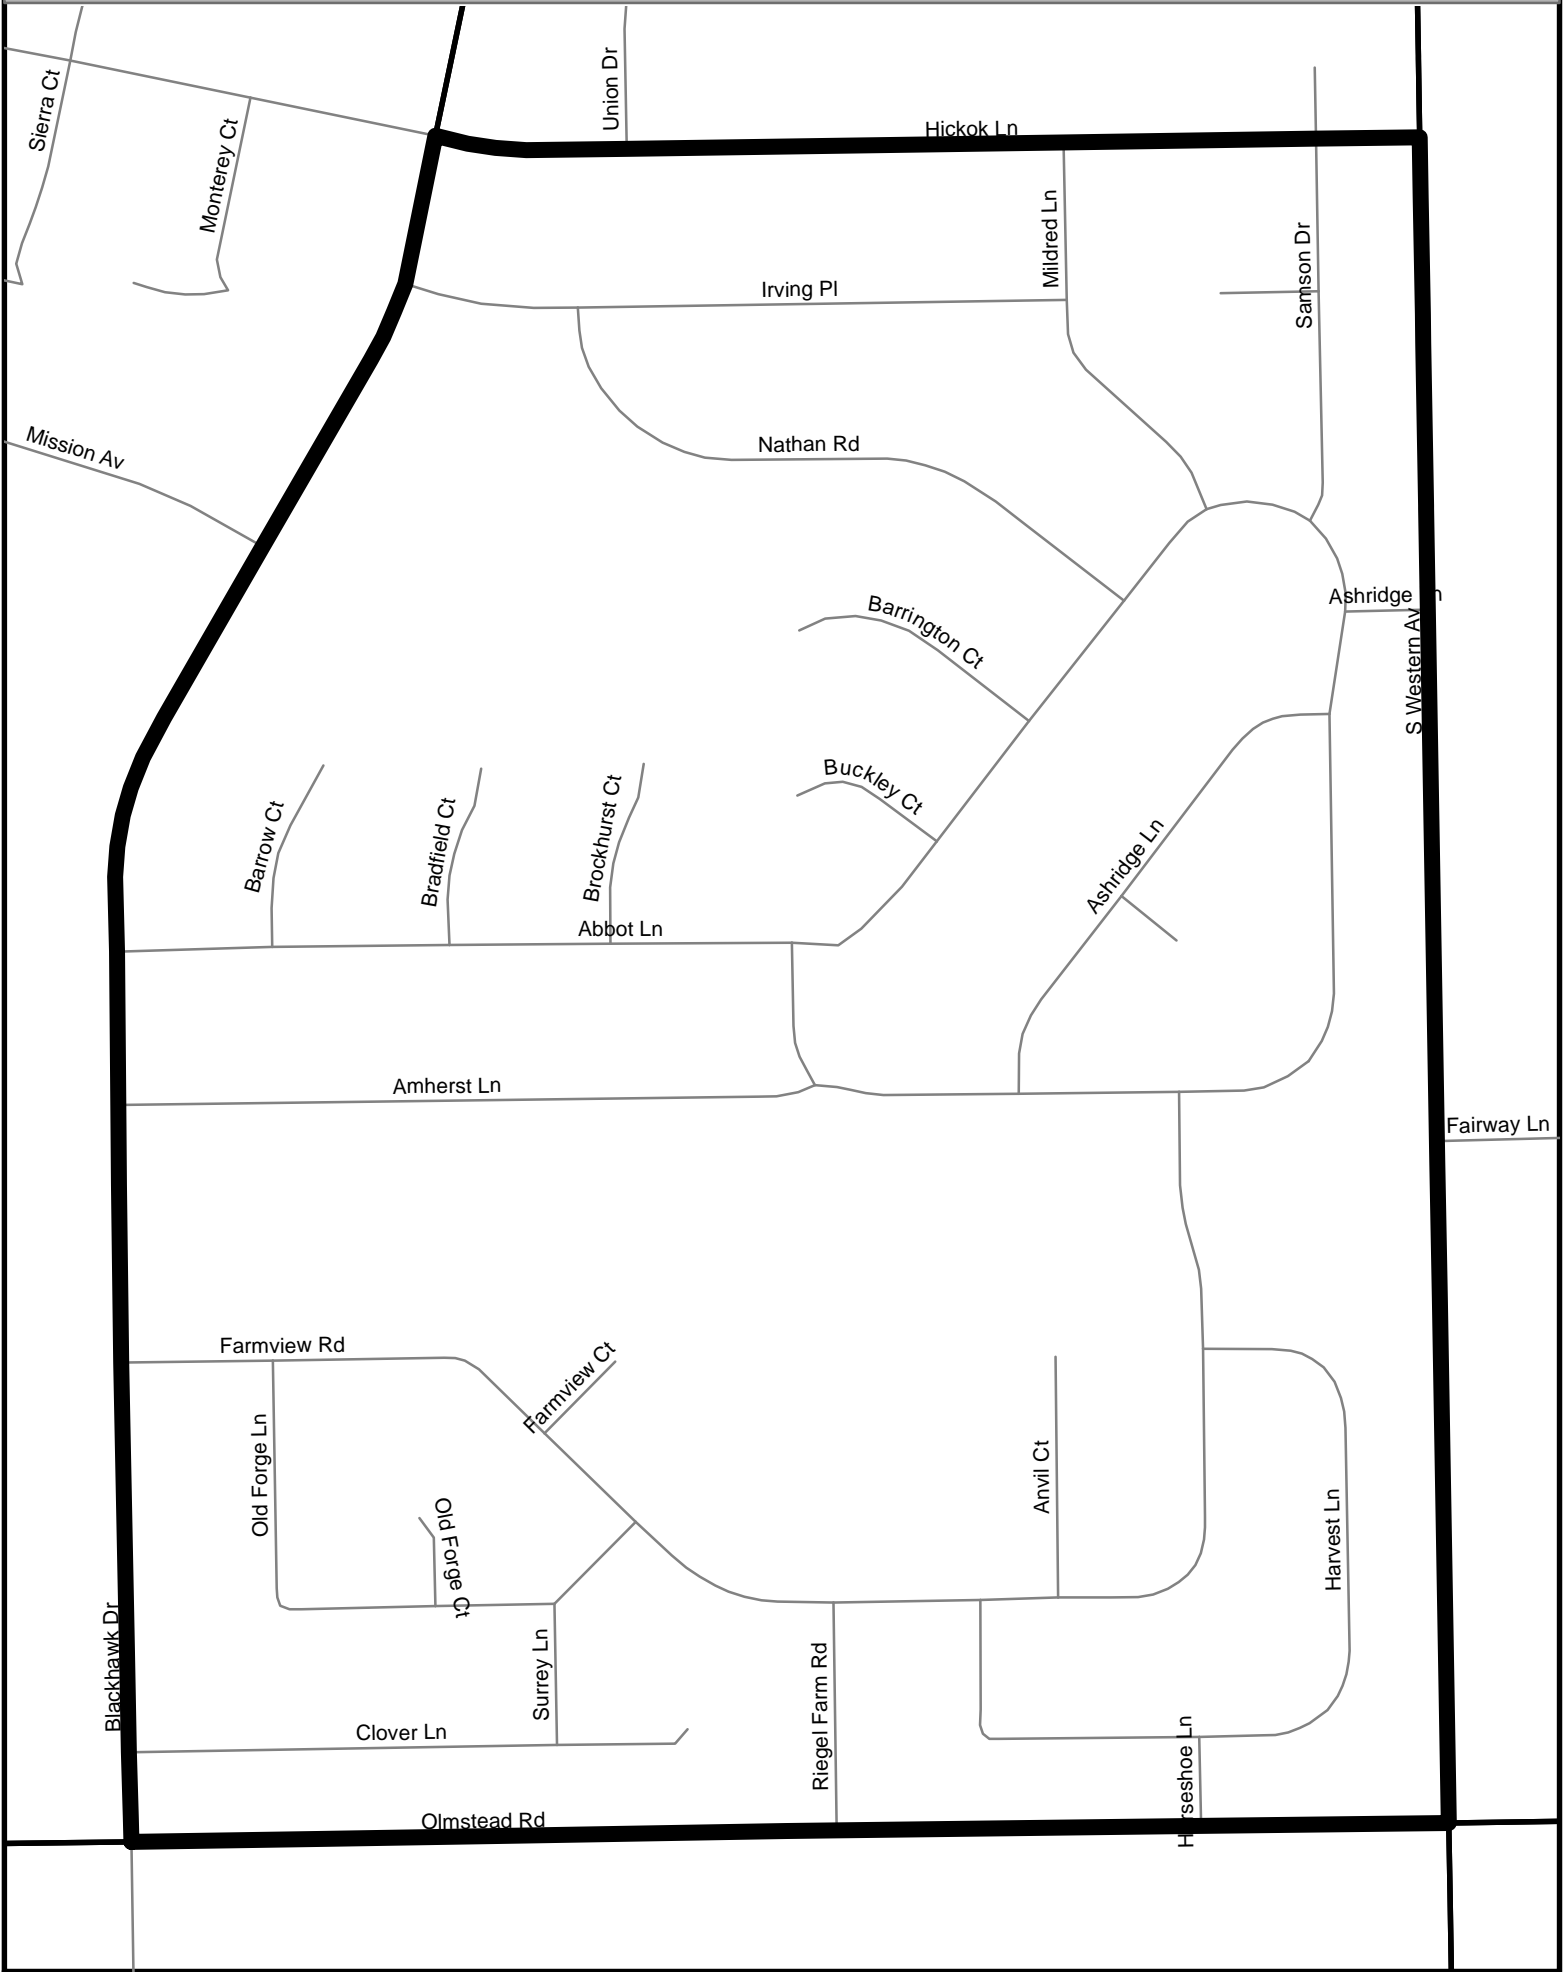 Sierra Ct
Union Dr
Monterey Ct
Hickok Ln
Mildred Ln
Samson Dr
Irving Pl
Mission Av
Nathan Rd
Ashridge Ln
Barrington Ct
S Western Av
Buckley Ct
Barrow Ct
Bradfield Ct
Brockhurst Ct
Ashridge Ln
Abbot Ln
Amherst Ln
Fairway Ln
Farmview Rd
Farmview Ct
Old Forge Ln
Anvil Ct
Old Forge Ct
Harvest Ln
Blackhawk Dr
Surrey Ln
Riegel Farm Rd
Clover Ln
Horseshoe Ln
Olmstead Rd